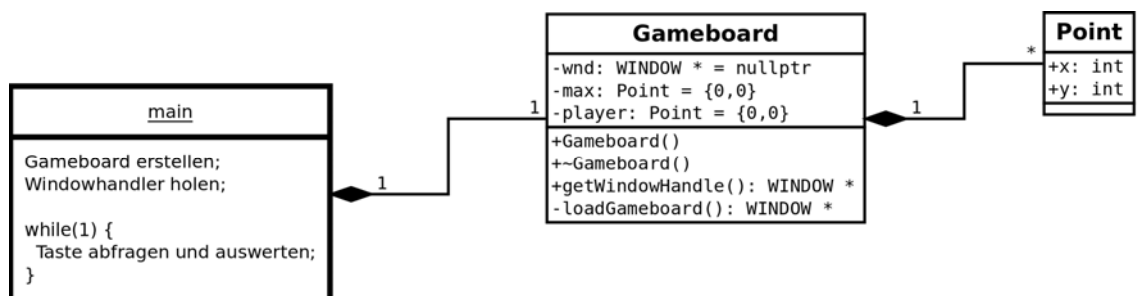 main
Gameboard erstellen;
Windowhandler holen;
while(1) {
Taste abfragen und auswerten;
}
1
1
Gameboard
-wnd: WINDOW * = nullptr
-max: Point = {0,0}
-player: Point = {0,0}
+Gameboard()
+~Gameboard()
+getWindowHandle(): WINDOW *
-loadGameboard(): WINDOW *
1
*
Point
+x: int
+y: int